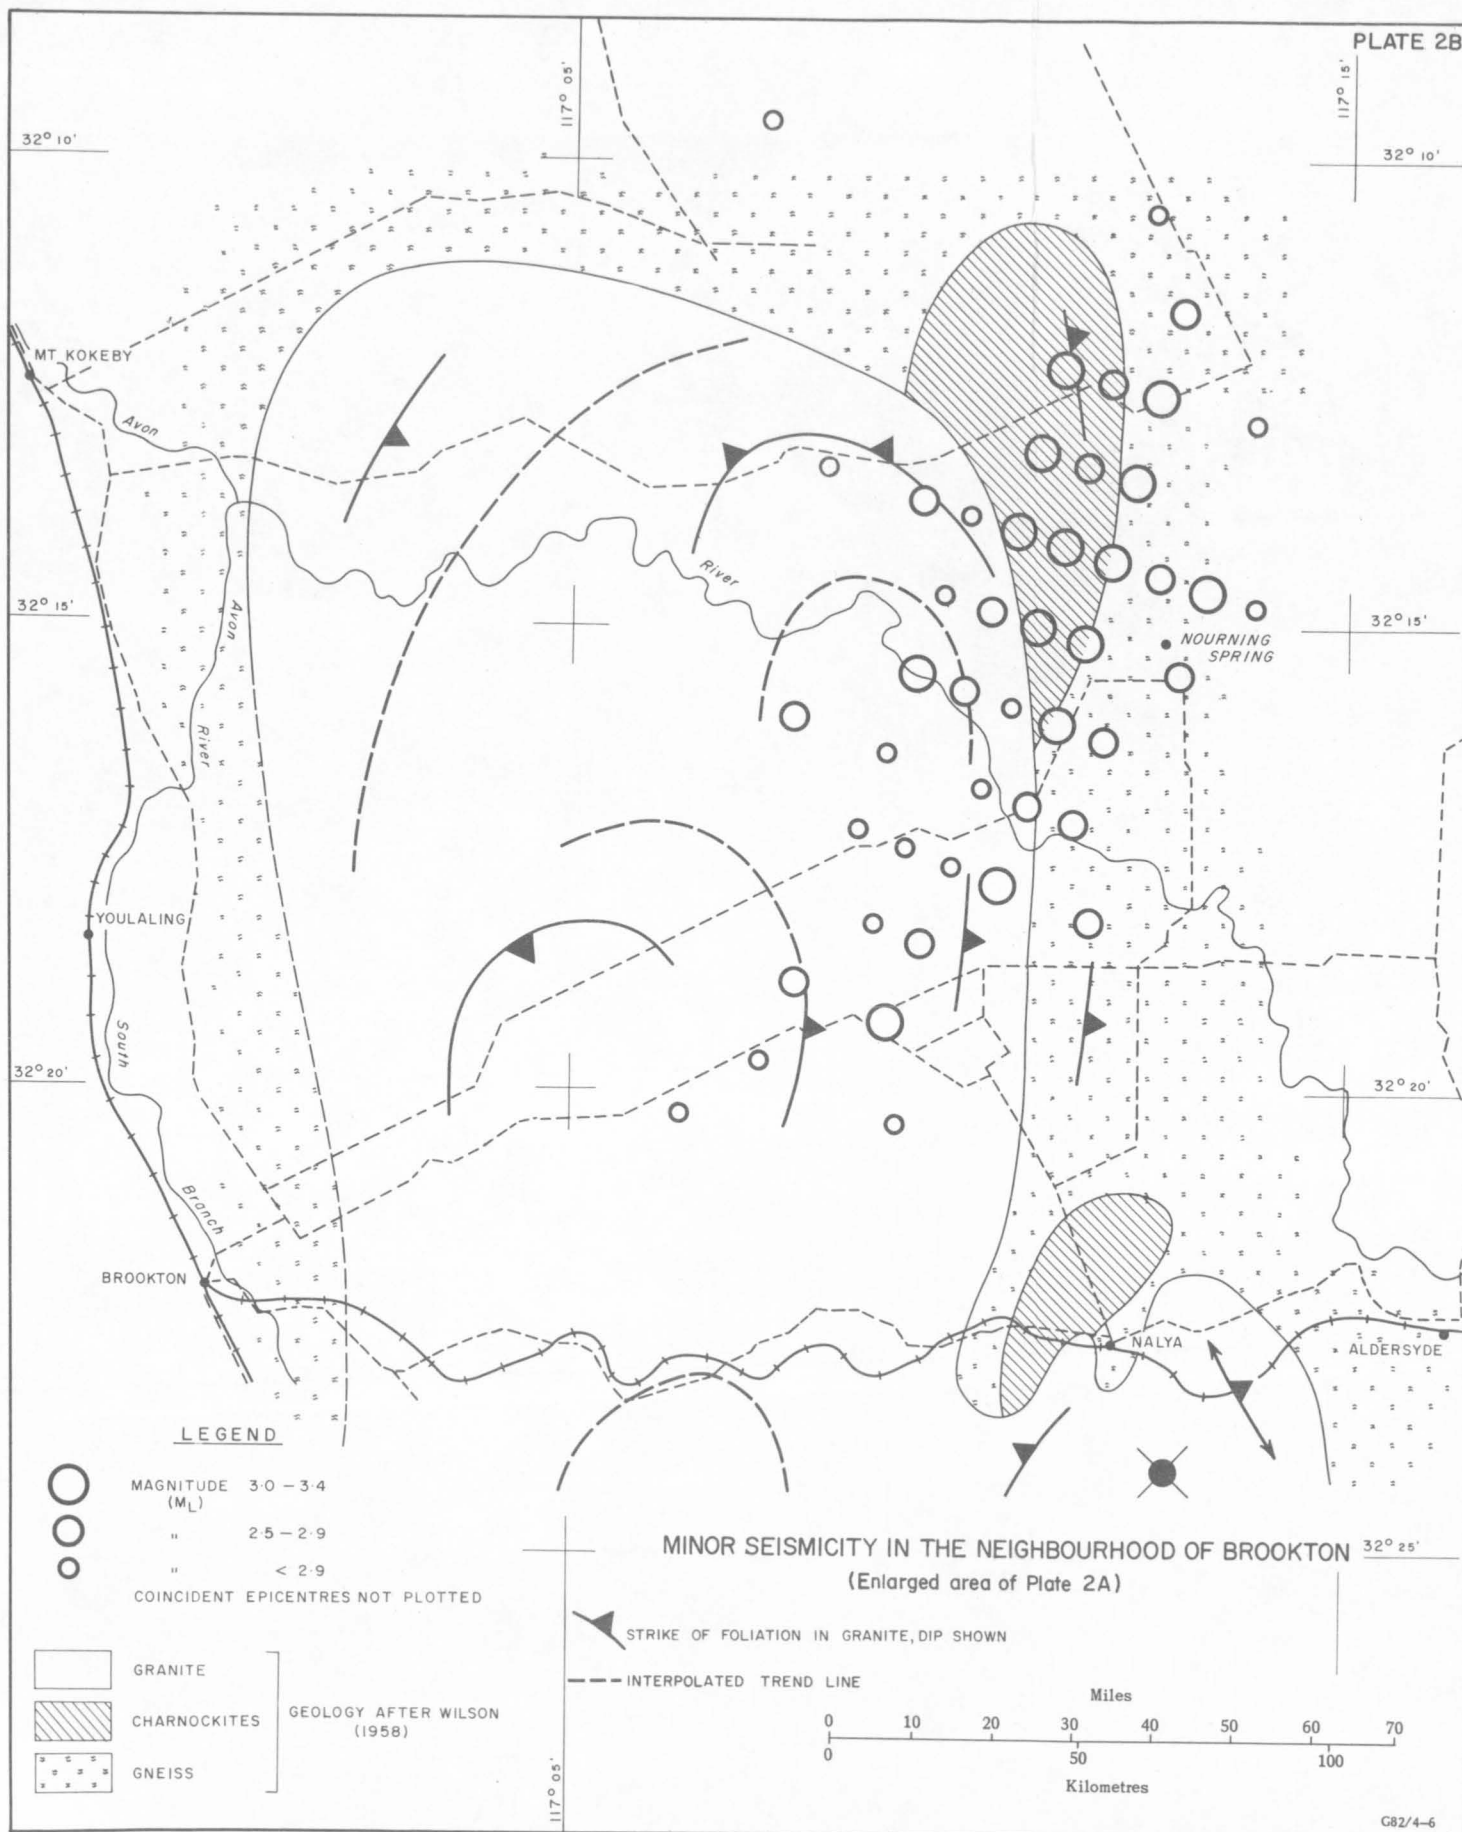 PLATE 2B
117° 05'
117° 15'
32° 10'
32° 10'
MT KOKEBY
Avon
River
32° 15'
Avon
River
32° 15'
NOURNING
SPRING
YOULALING
South
32° 20'
32° 20'
Branch
BROOKTON
NALYA
ALDERSYDE
LEGEND
MAGNITUDE 3·0 – 3·4
(ML)
" 2·5 – 2·9
" < 2·9
COINCIDENT EPICENTRES NOT PLOTTED
GRANITE
CHARNOCKITES
GNEISS
GEOLOGY AFTER WILSON
(1958)
MINOR SEISMICITY IN THE NEIGHBOURHOOD OF BROOKTON
32° 25'
(Enlarged area of Plate 2A)
STRIKE OF FOLIATION IN GRANITE, DIP SHOWN
INTERPOLATED TREND LINE
Miles
0 10 20 30 40 50 60 70
0 50 100
Kilometres
117° 05'
G82/4-6